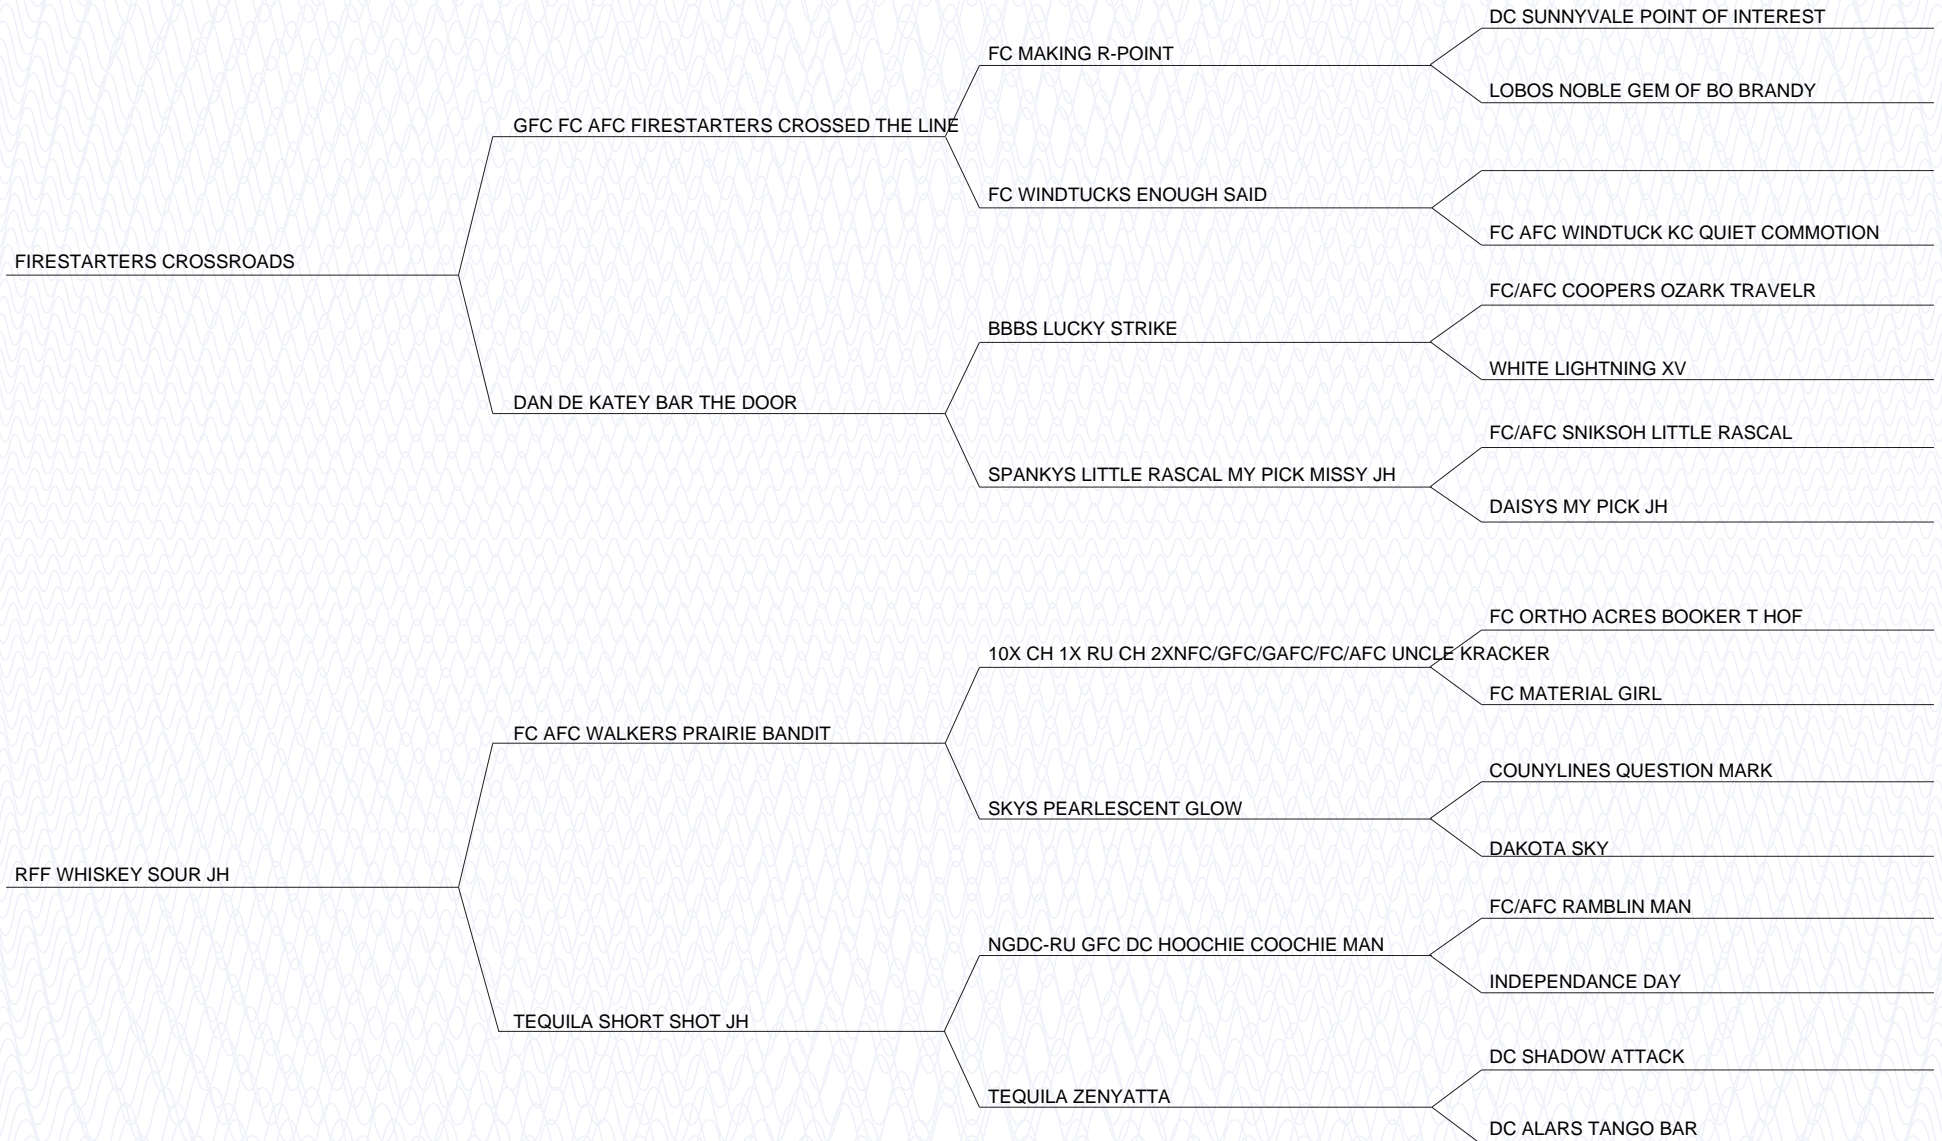 DC SUNNYVALE POINT OF INTEREST
FC MAKING R-POINT
LOBOS NOBLE GEM OF BO BRANDY
GFC FC AFC FIRESTARTERS CROSSED THE LINE
FC WINDTUCKS ENOUGH SAID
FC AFC WINDTUCK KC QUIET COMMOTION
FIRESTARTERS CROSSROADS
FC/AFC COOPERS OZARK TRAVELR
BBBS LUCKY STRIKE
WHITE LIGHTNING XV
DAN DE KATEY BAR THE DOOR
FC/AFC SNIKSOH LITTLE RASCAL
SPANKYS LITTLE RASCAL MY PICK MISSY JH
DAISYS MY PICK JH
FC ORTHO ACRES BOOKER T HOF
10X CH 1X RU CH 2XNFC/GFC/GAFC/FC/AFC UNCLE KRACKER
FC MATERIAL GIRL
FC AFC WALKERS PRAIRIE BANDIT
COUNYLINES QUESTION MARK
SKYS PEARLESCENT GLOW
DAKOTA SKY
RFF WHISKEY SOUR JH
FC/AFC RAMBLIN MAN
NGDC-RU GFC DC HOOCHIE COOCHIE MAN
INDEPENDANCE DAY
TEQUILA SHORT SHOT JH
DC SHADOW ATTACK
TEQUILA ZENYATTA
DC ALARS TANGO BAR